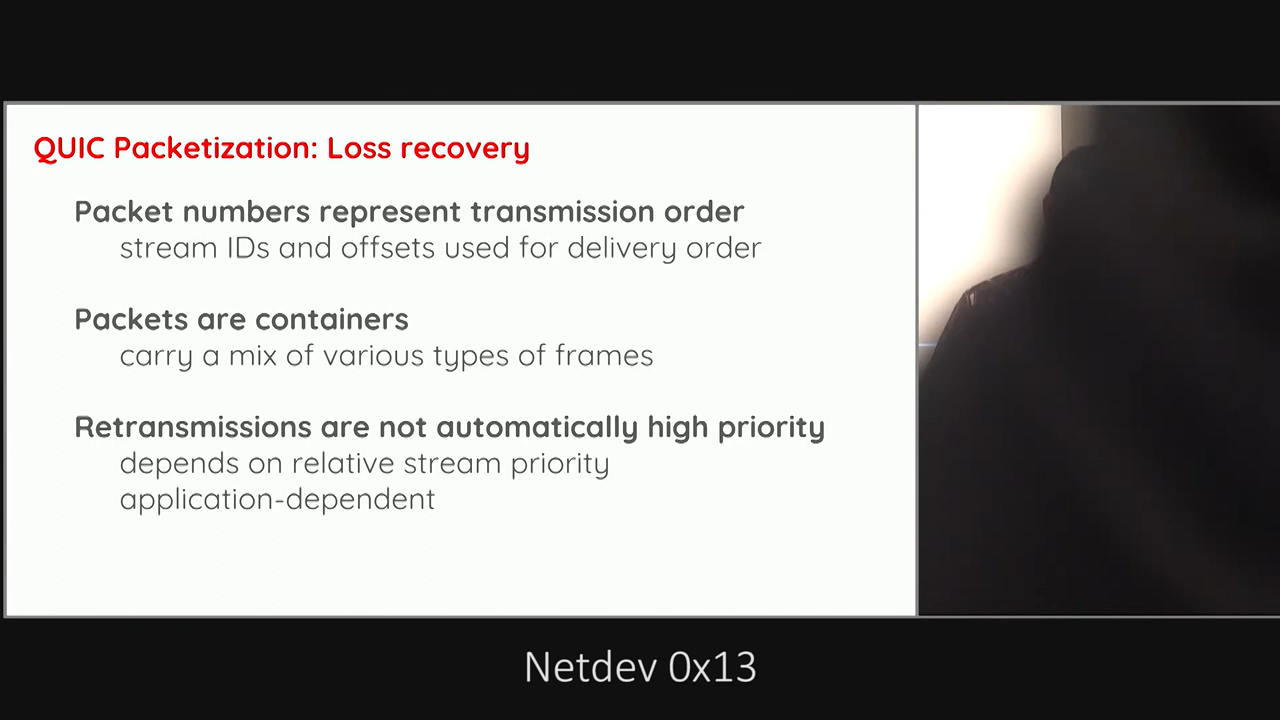 QUIC Packetization: Loss recovery
Packet numbers represent transmission order
stream IDs and offsets used for delivery order
Packets are containers
carry a mix of various types of frames
Retransmissions are not automatically high priority
depends on relative stream priority
application-dependent
Netdev 0x13